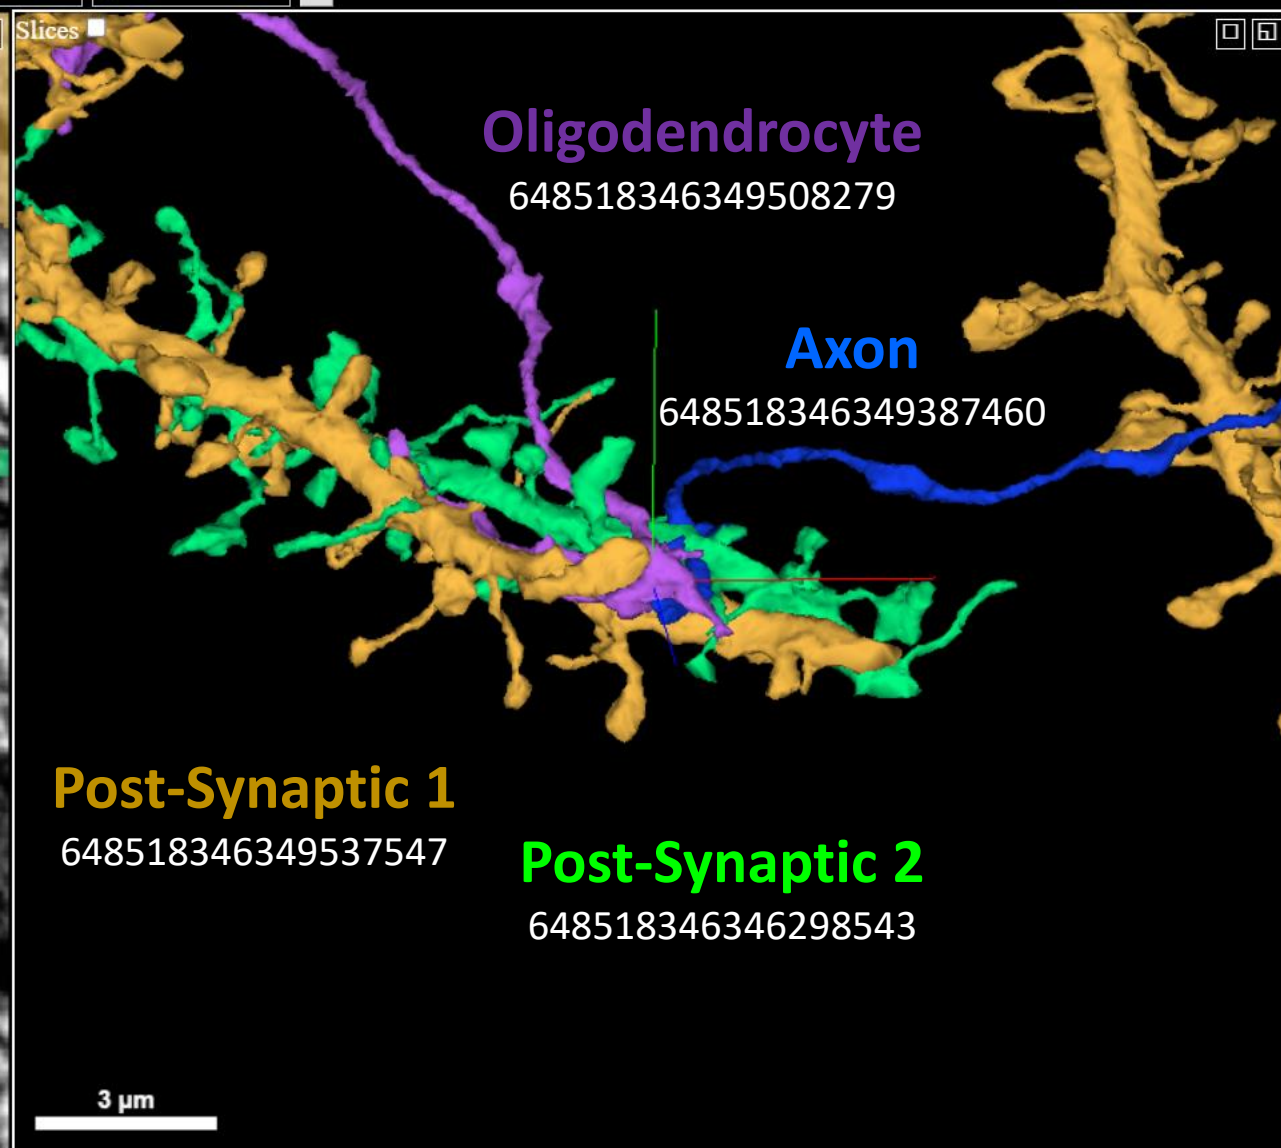 Slices
Oligodendrocyte
648518346349508279
Axon
648518346349387460
Post-Synaptic 1
648518346349537547
Post-Synaptic 2
648518346346298543
3 µm